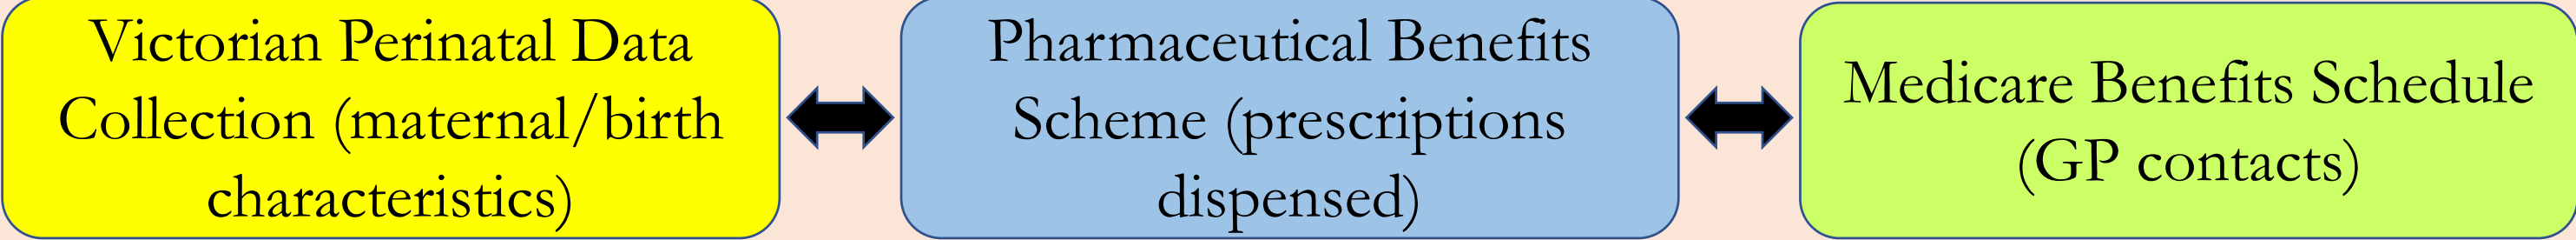 Victorian Perinatal Data
Collection (maternal/birth
characteristics)
Pharmaceutical Benefits
Scheme (prescriptions
dispensed)
Medicare Benefits Schedule
(GP contacts)